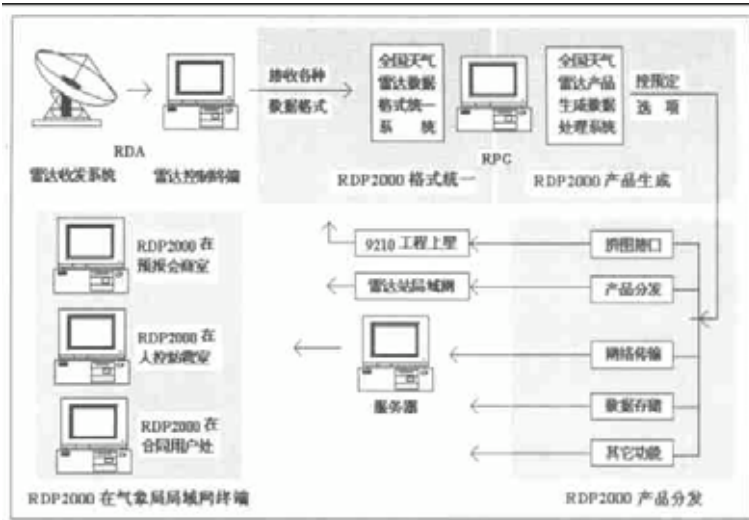 RDA
雷达收发系统
雷达控制终端
接收各种
数据格式
全国天气
雷达数据
格式统一
系 统
RPG
RDP2000 格式统一
全国天气
雷达产品
生成数据
处理系统
按预定
选 项
RDP2000 产品生成
拼图接口
9210 工程上星
产品分发
雷达站局域网
网络传输
服务器
数据存储
其它功能
RDP2000 产品分发
RDP2000 在
预报会商室
RDP2000 在
人控贴微室
RDP2000 在
合同用户处
RDP2000 在气象局局域网终端